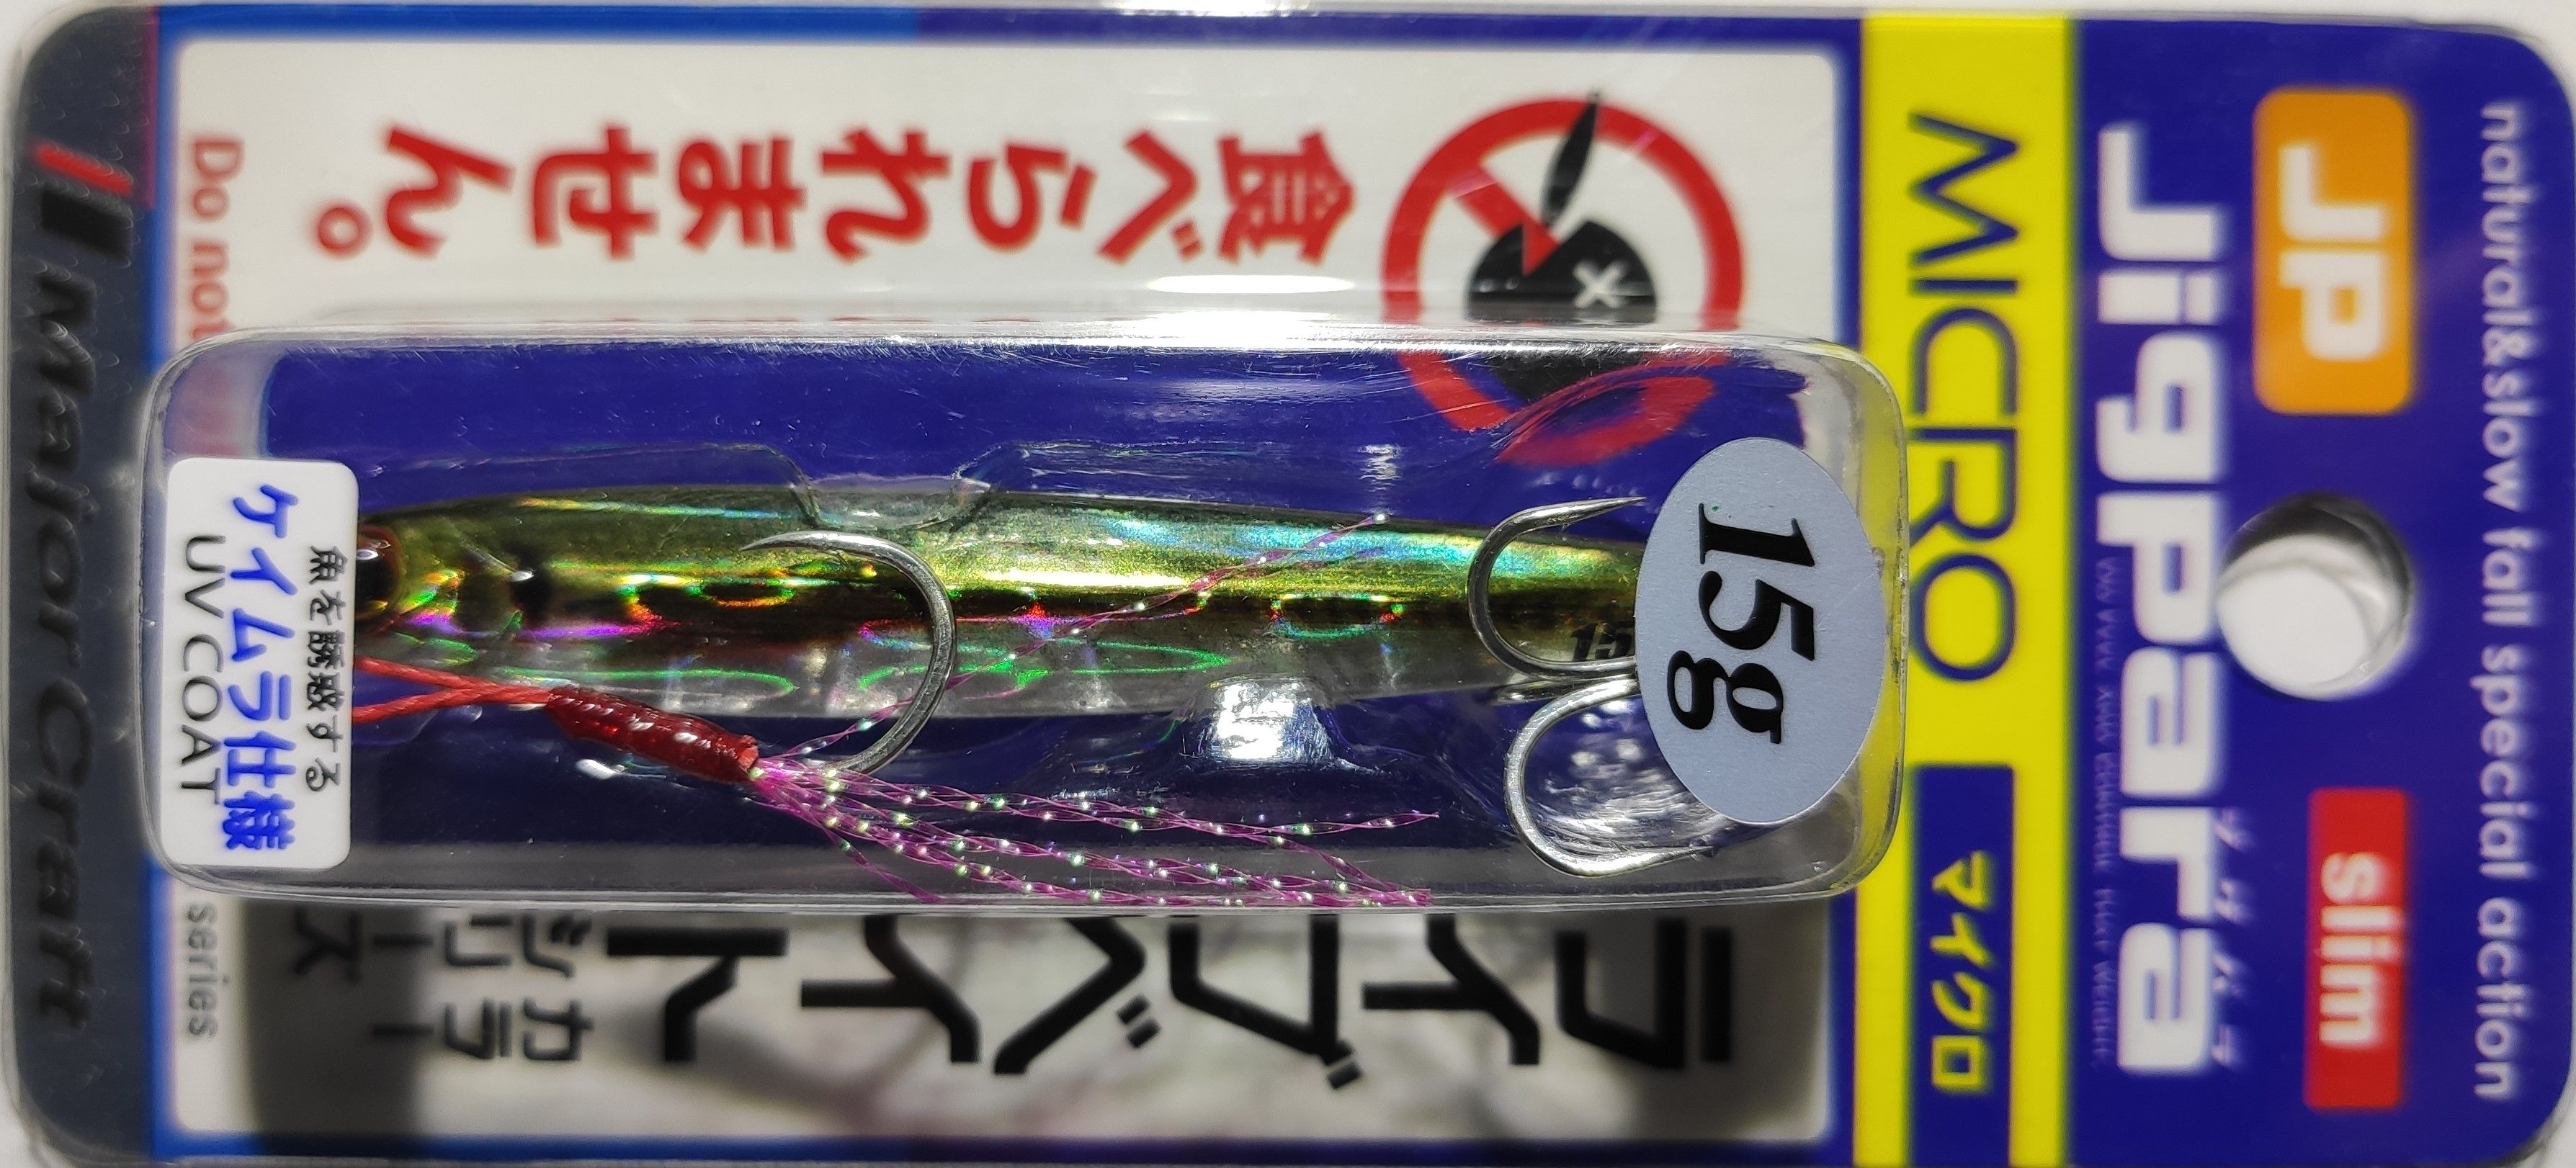 natural&slow fall special action
JP
slim
Jigpara
ジグパラ
MICRO
マイクロ
15g
15
食べられません。
ライブベイト
カラー
シリーズ
series
Do not
魚を誘惑する
ケイムラ仕様
UV COAT
Major Craft